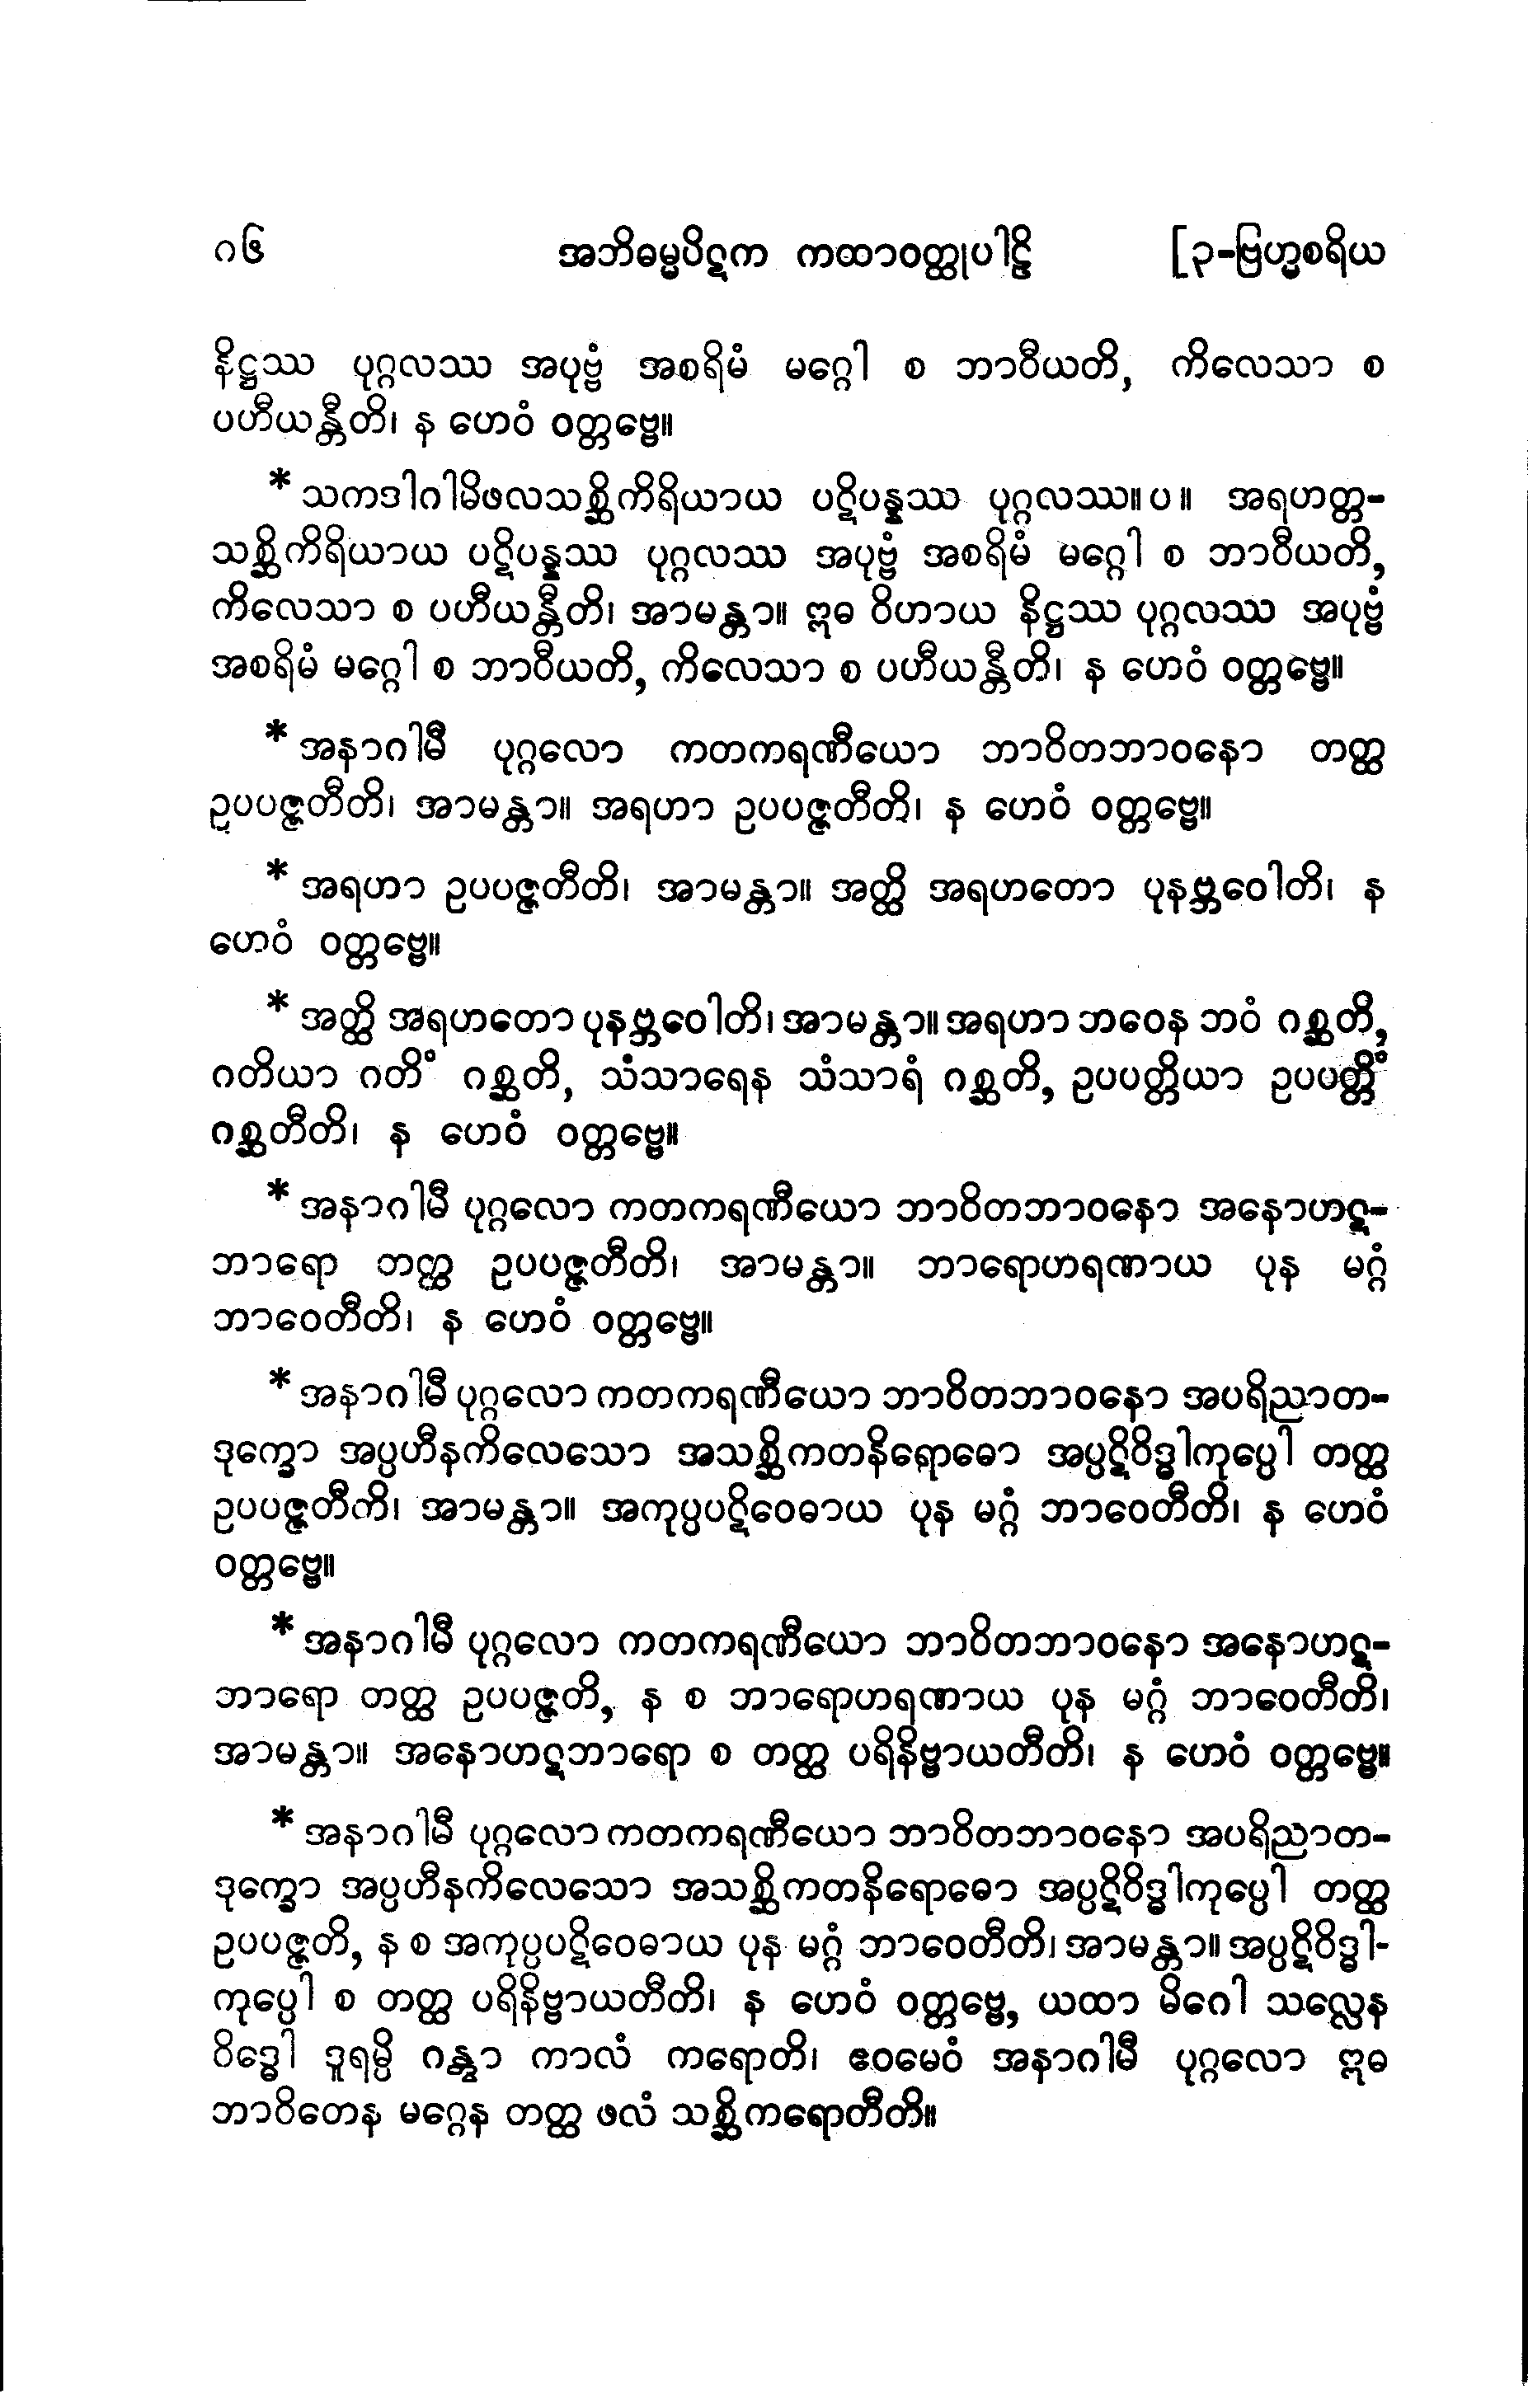 ၈၆ အဘိဓမ္မပိဋက ကထာဝတ္ထုပါဠိ [၃-ဗြဟ္မစရိယ
နိဋ္ဌဿ ပုဂ္ဂလဿ အပုဗ္ဗံ အစရိမံ မဂ္ဂေါ စ ဘာဝီယတိ, ကိလေသာ စ
ပဟီယန္တီတိ၊ န ဟေဝံ ဝတ္တဗ္ဗေ။
* သကဒါဂါမိဖလသစ္ဆိကိရိယာယ ပဋိပန္နဿ ပုဂ္ဂလဿ။ပ။ အရဟတ္တ-
သစ္ဆိကိရိယာယ ပဋိပန္နဿ ပုဂ္ဂလဿ အပုဗ္ဗံ အစရိမံ မဂ္ဂေါ စ ဘာဝီယတိ,
ကိလေသာ စ ပဟီယန္တီတိ၊ အာမန္တာ။ ဣဓ ဝိဟာယ နိဋ္ဌဿ ပုဂ္ဂလဿ အပုဗ္ဗံ
အစရိမံ မဂ္ဂေါ စ ဘာဝီယတိ, ကိလေသာ စ ပဟီယန္တီတိ၊ န ဟေဝံ ဝတ္တဗ္ဗေ။
* အနာဂါမီ ပုဂ္ဂလော ကတကရဏီယော ဘာဝိတဘာဝနော တတ္ထ
ဥပပဇ္ဇတီတိ၊ အာမန္တာ။ အရဟာ ဥပပဇ္ဇတီတိ၊ န ဟေဝံ ဝတ္တဗ္ဗေ။
* အရဟာ ဥပပဇ္ဇတီတိ၊ အာမန္တာ။ အတ္ထိ အရဟတော ပုနဗ္ဘဝေါတိ၊ န
ဟေဝံ ဝတ္တဗ္ဗေ။
* အတ္ထိ အရဟတော ပုနဗ္ဘဝေါတိ၊ အာမန္တာ။ အရဟာ ဘဝေန ဘဝံ ဂစ္ဆတိ,
ဂတိယာ ဂတိံ ဂစ္ဆတိ, သံသာရေန သံသာရံ ဂစ္ဆတိ, ဥပပတ္တိယာ ဥပပတ္တိံ
ဂစ္ဆတီတိ၊ န ဟေဝံ ဝတ္တဗ္ဗေ။
* အနာဂါမီ ပုဂ္ဂလော ကတကရဏီယော ဘာဝိတဘာဝနော အနောဟဋ-
ဘာရော တတ္ထ ဥပပဇ္ဇတီတိ၊ အာမန္တာ။ ဘာရောဟရဏာယ ပုန မဂ္ဂံ
ဘာဝေတီတိ၊ န ဟေဝံ ဝတ္တဗ္ဗေ။
* အနာဂါမီ ပုဂ္ဂလော ကတကရဏီယော ဘာဝိတဘာဝနော အပရိညာတ-
ဒုက္ခော အပ္ပဟီနကိလေသော အသစ္ဆိကတနိရောဓော အပ္ပဋိဝိဒ္ဓါကုပ္ပေါ တတ္ထ
ဥပပဇ္ဇတီတိ၊ အာမန္တာ။ အကုပ္ပပဋိဝေဓာယ ပုန မဂ္ဂံ ဘာဝေတီတိ၊ န ဟေဝံ
ဝတ္တဗ္ဗေ။
* အနာဂါမီ ပုဂ္ဂလော ကတကရဏီယော ဘာဝိတဘာဝနော အနောဟဋ-
ဘာရော တတ္ထ ဥပပဇ္ဇတိ, န စ ဘာရောဟရဏာယ ပုန မဂ္ဂံ ဘာဝေတီတိ၊
အာမန္တာ။ အနောဟဋဘာရော စ တတ္ထ ပရိနိဗ္ဗာယတီတိ၊ န ဟေဝံ ဝတ္တဗ္ဗေ။
* အနာဂါမီ ပုဂ္ဂလော ကတကရဏီယော ဘာဝိတဘာဝနော အပရိညာတ-
ဒုက္ခော အပ္ပဟီနကိလေသော အသစ္ဆိကတနိရောဓော အပ္ပဋိဝိဒ္ဓါကုပ္ပေါ တတ္ထ
ဥပပဇ္ဇတိ, န စ အကုပ္ပပဋိဝေဓာယ ပုန မဂ္ဂံ ဘာဝေတီတိ၊ အာမန္တာ။ အပ္ပဋိဝိဒ္ဓါ-
ကုပ္ပေါ စ တတ္ထ ပရိနိဗ္ဗာယတီတိ၊ န ဟေဝံ ဝတ္တဗ္ဗေ, ယထာ မိဂေါ သလ္လေန
ဝိဒ္ဓေါ ဒူရမ္ပိ ဂန္တွာ ကာလံ ကရောတိ၊ ဧဝမေဝံ အနာဂါမီ ပုဂ္ဂလော ဣဓ
ဘာဝိတေန မဂ္ဂေန တတ္ထ ဖလံ သစ္ဆိကရောတီတိ။